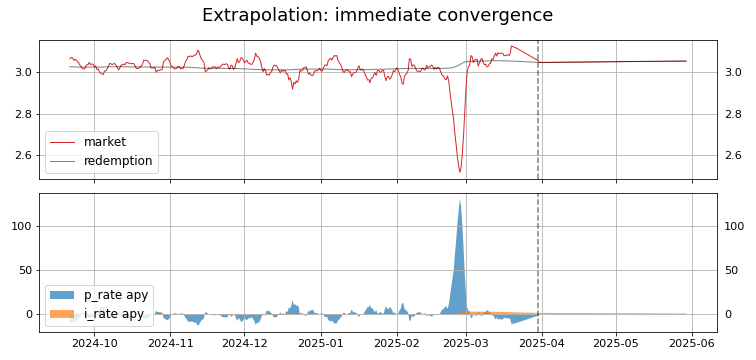 Extrapolation: immediate convergence
3.0
3.0
2.8
2.8
2.6
2.6
market
redemption
100
100
50
50
0
0
p_rate apy
i_rate apy
2024-10 2024-11 2024-12 2025-01 2025-02 2025-03 2025-04 2025-05 2025-06